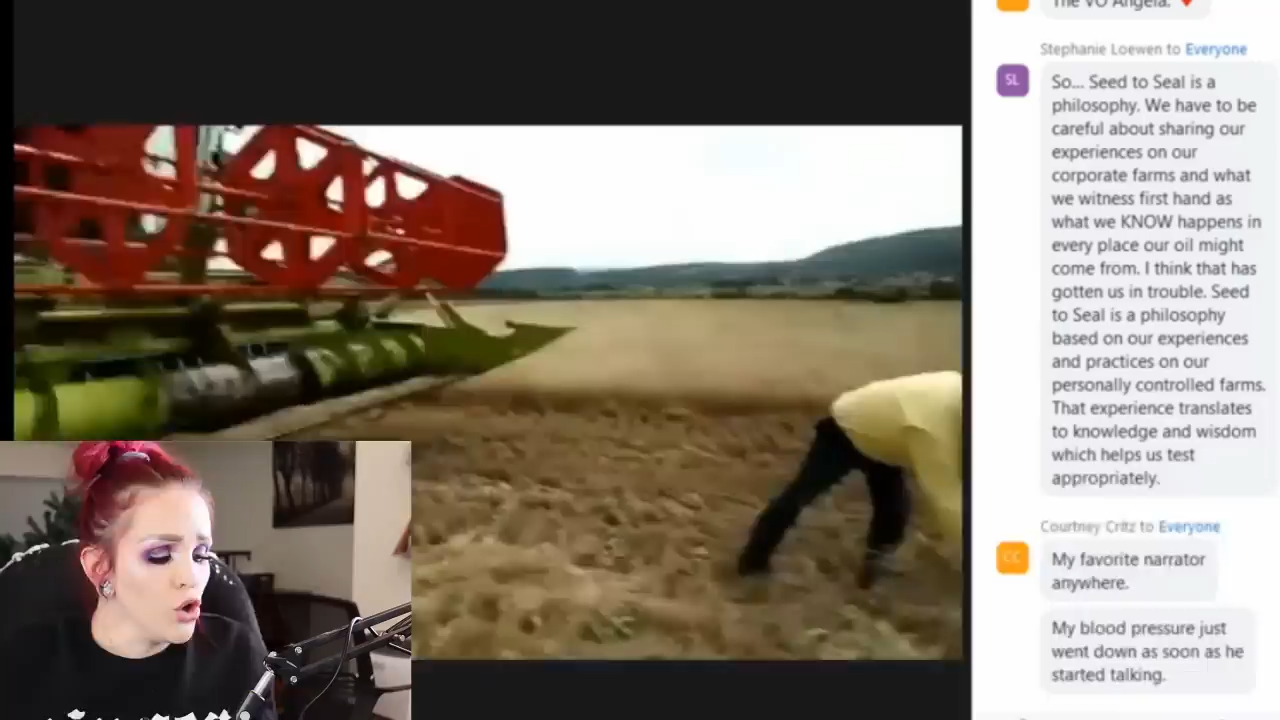 The VO Angela.
Stephanie Loewen to Everyone
SL
So... Seed to Seal is a
philosophy. We have to be
careful about sharing our
experiences on our
corporate farms and what
we witness first hand as
what we KNOW happens in
every place our oil might
come from. I think that has
gotten us in trouble. Seed
to Seal is a philosophy
based on our experiences
and practices on our
personally controlled farms.
That experience translates
to knowledge and wisdom
which helps us test
appropriately.
Courtney Critz to Everyone
CC
My favorite narrator
anywhere.
My blood pressure just
went down as soon as he
started talking.